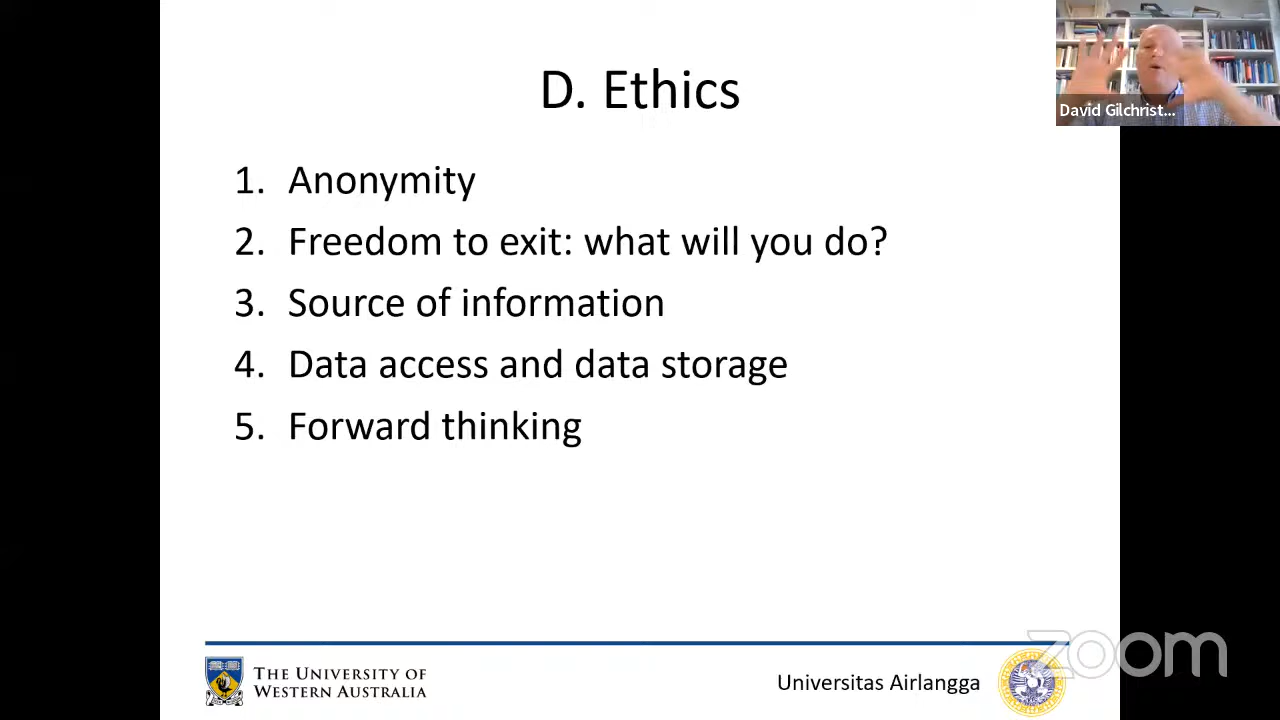 D. Ethics
David Gilchrist...
1. Anonymity
2. Freedom to exit: what will you do?
3. Source of information
4. Data access and data storage
5. Forward thinking
THE UNIVERSITY OF
WESTERN AUSTRALIA
Universitas Airlangga
zoom